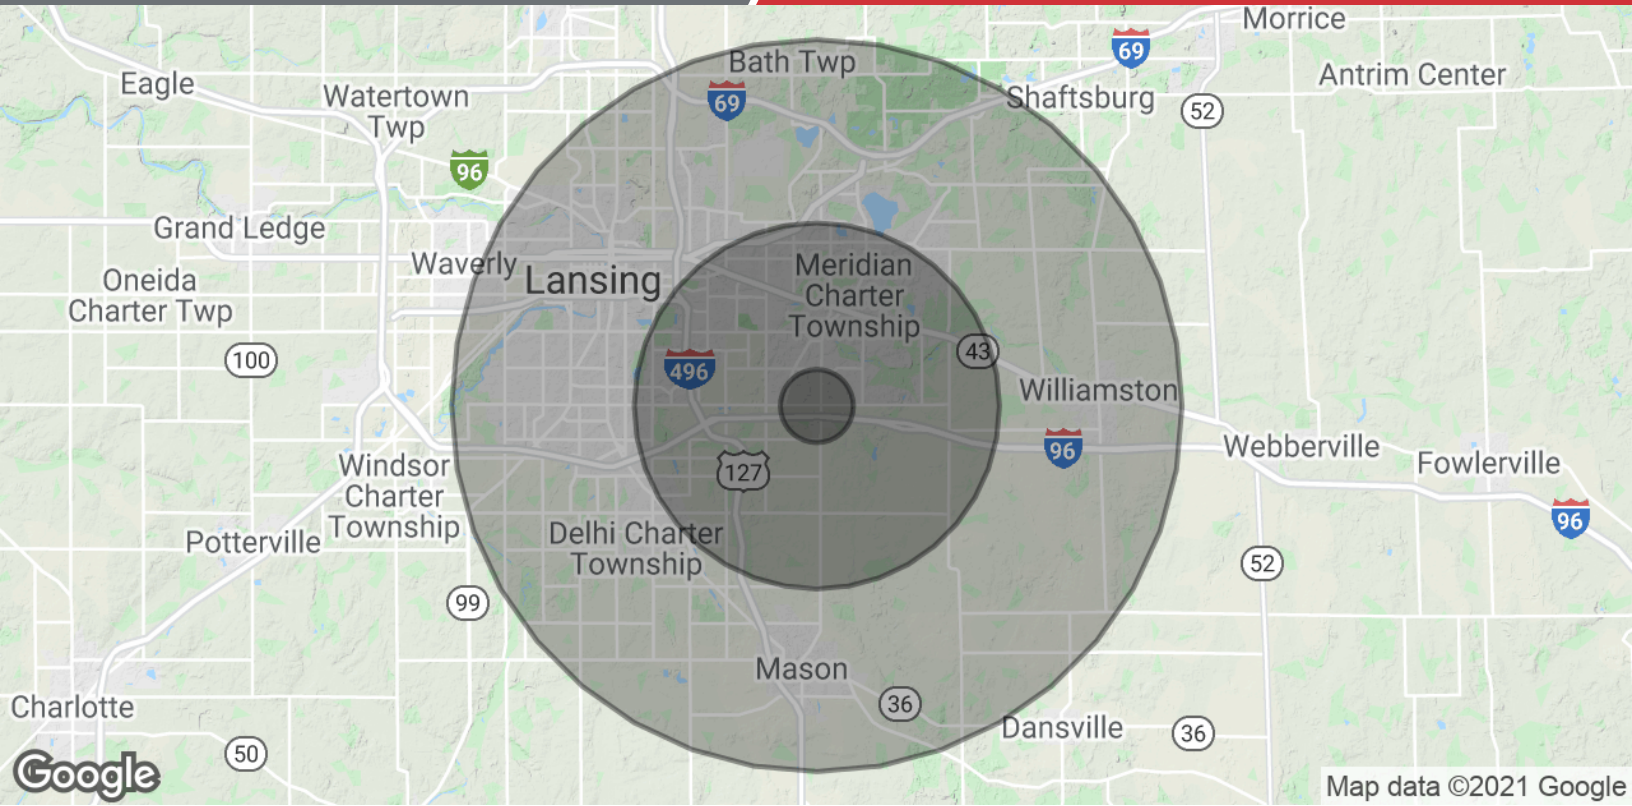 Morrice
69
Bath Twp
Antrim Center
Eagle
69
Shaftsburg
52
Watertown
Twp
96
Grand Ledge
Waverly
Lansing
Meridian
Charter
Township
Oneida
Charter Twp
43
100
496
Williamston
96
Webberville
Fowlerville
Windsor
Charter
Township
127
96
Potterville
Delhi Charter
Township
52
99
Mason
36
Charlotte
Dansville
36
50
Google
Map data ©2021 Google